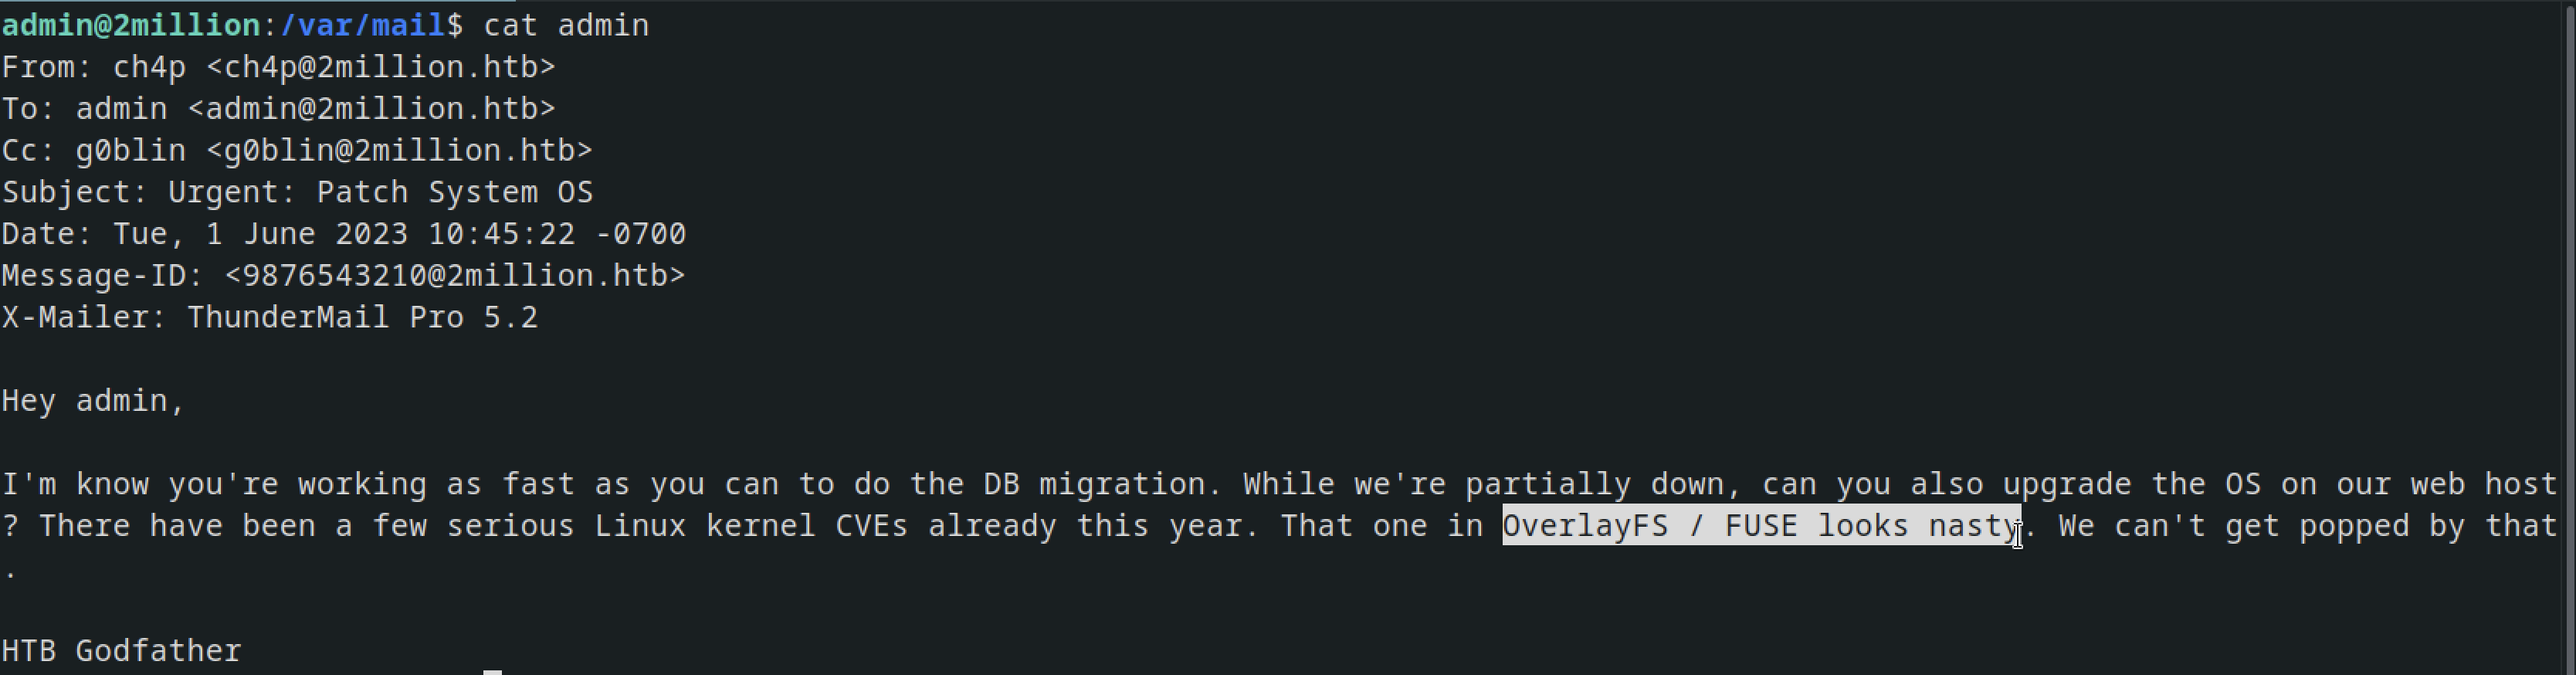 admin@2million:/var/mail$ cat admin
From: ch4p <ch4p@2million.htb>
To: admin <admin@2million.htb>
Cc: g0blin <g0blin@2million.htb>
Subject: Urgent: Patch System OS
Date: Tue, 1 June 2023 10:45:22 -0700
Message-ID: <9876543210@2million.htb>
X-Mailer: ThunderMail Pro 5.2
Hey admin,
I'm know you're working as fast as you can to do the DB migration. While we're partially down, can you also upgrade the OS on our web host
? There have been a few serious Linux kernel CVEs already this year. That one in OverlayFS / FUSE looks nasty. We can't get popped by that
.
HTB Godfather